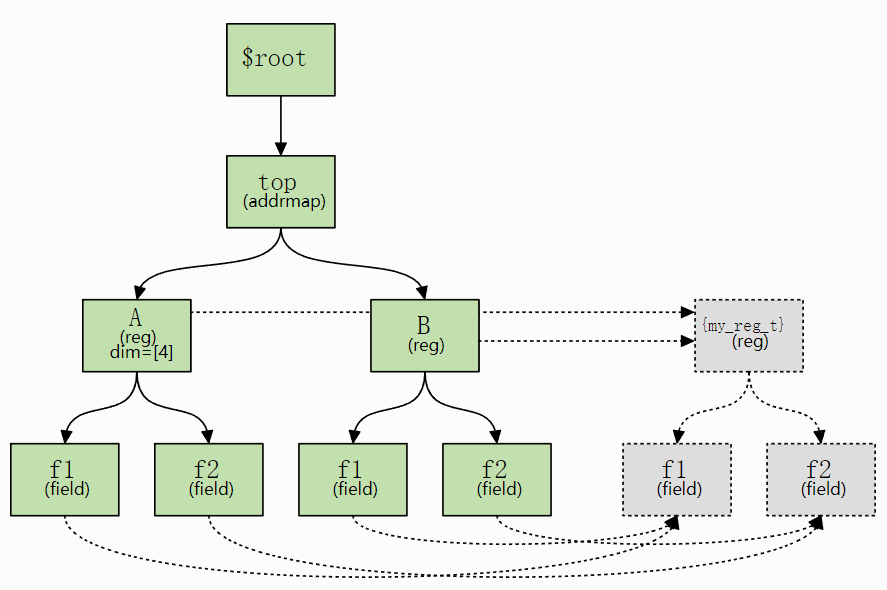 $root
top
(addrmap)
A
(reg)
dim=[4]
B
(reg)
{my_reg_t}
(reg)
f1
(field)
f2
(field)
f1
(field)
f2
(field)
f1
(field)
f2
(field)